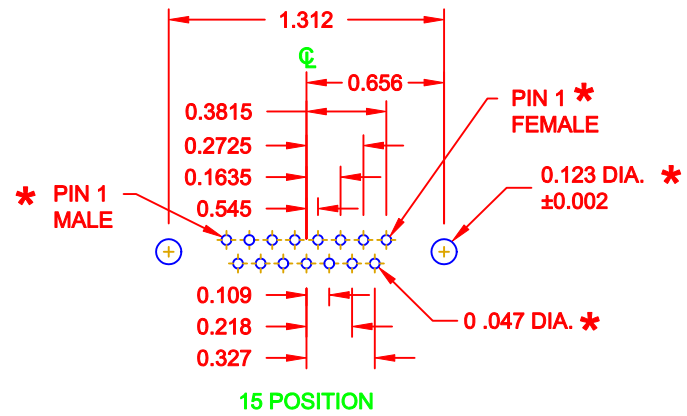 1.312
℄
0.656
0.3815
0.2725
0.1635
0.545
* PIN 1
MALE
PIN 1 *
FEMALE
0.123 DIA. *
±0.002
0.109
0.218
0.327
0 .047 DIA. *
15 POSITION